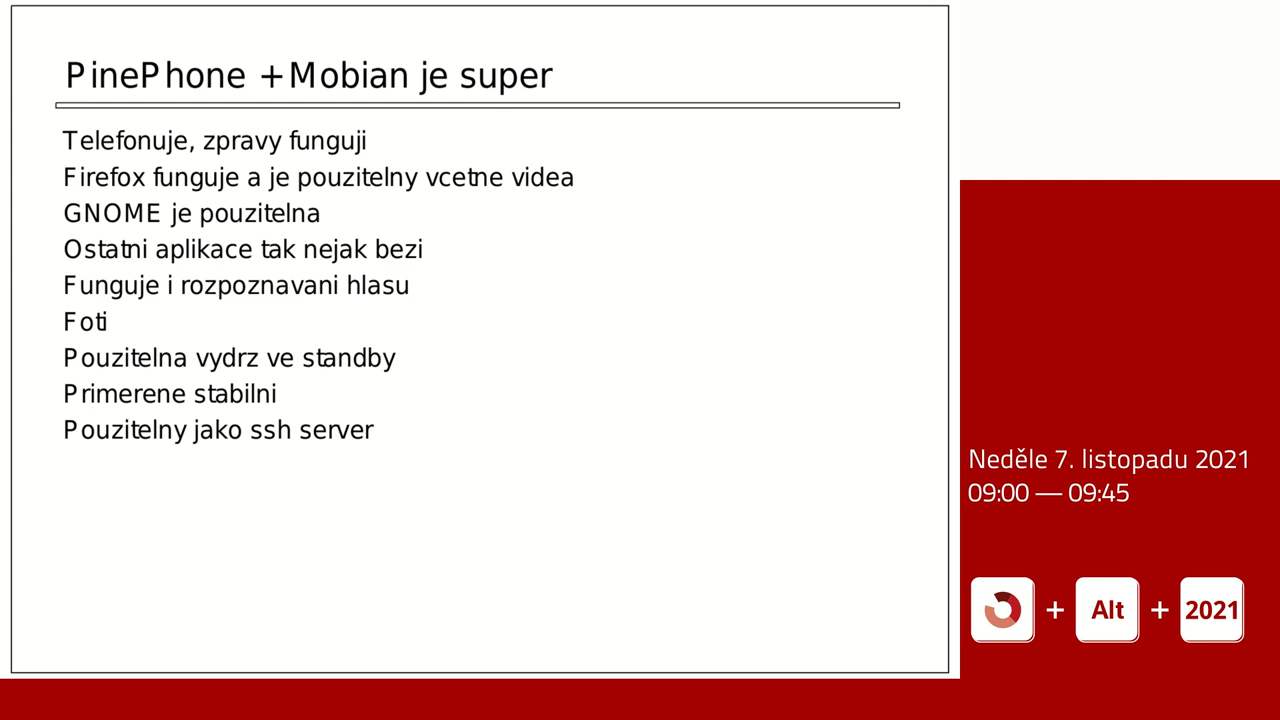 PinePhone + Mobian je super
Telefonuje, zpravy funguji
Firefox funguje a je pouzitelny vcetne videa
GNOME je pouzitelna
Ostatni aplikace tak nejak bezi
Funguje i rozpoznavani hlasu
Foti
Pouzitelna vydrz ve standby
Primerene stabilni
Pouzitelny jako ssh server
Neděle 7. listopadu 2021
09:00 — 09:45
+ Alt + 2021